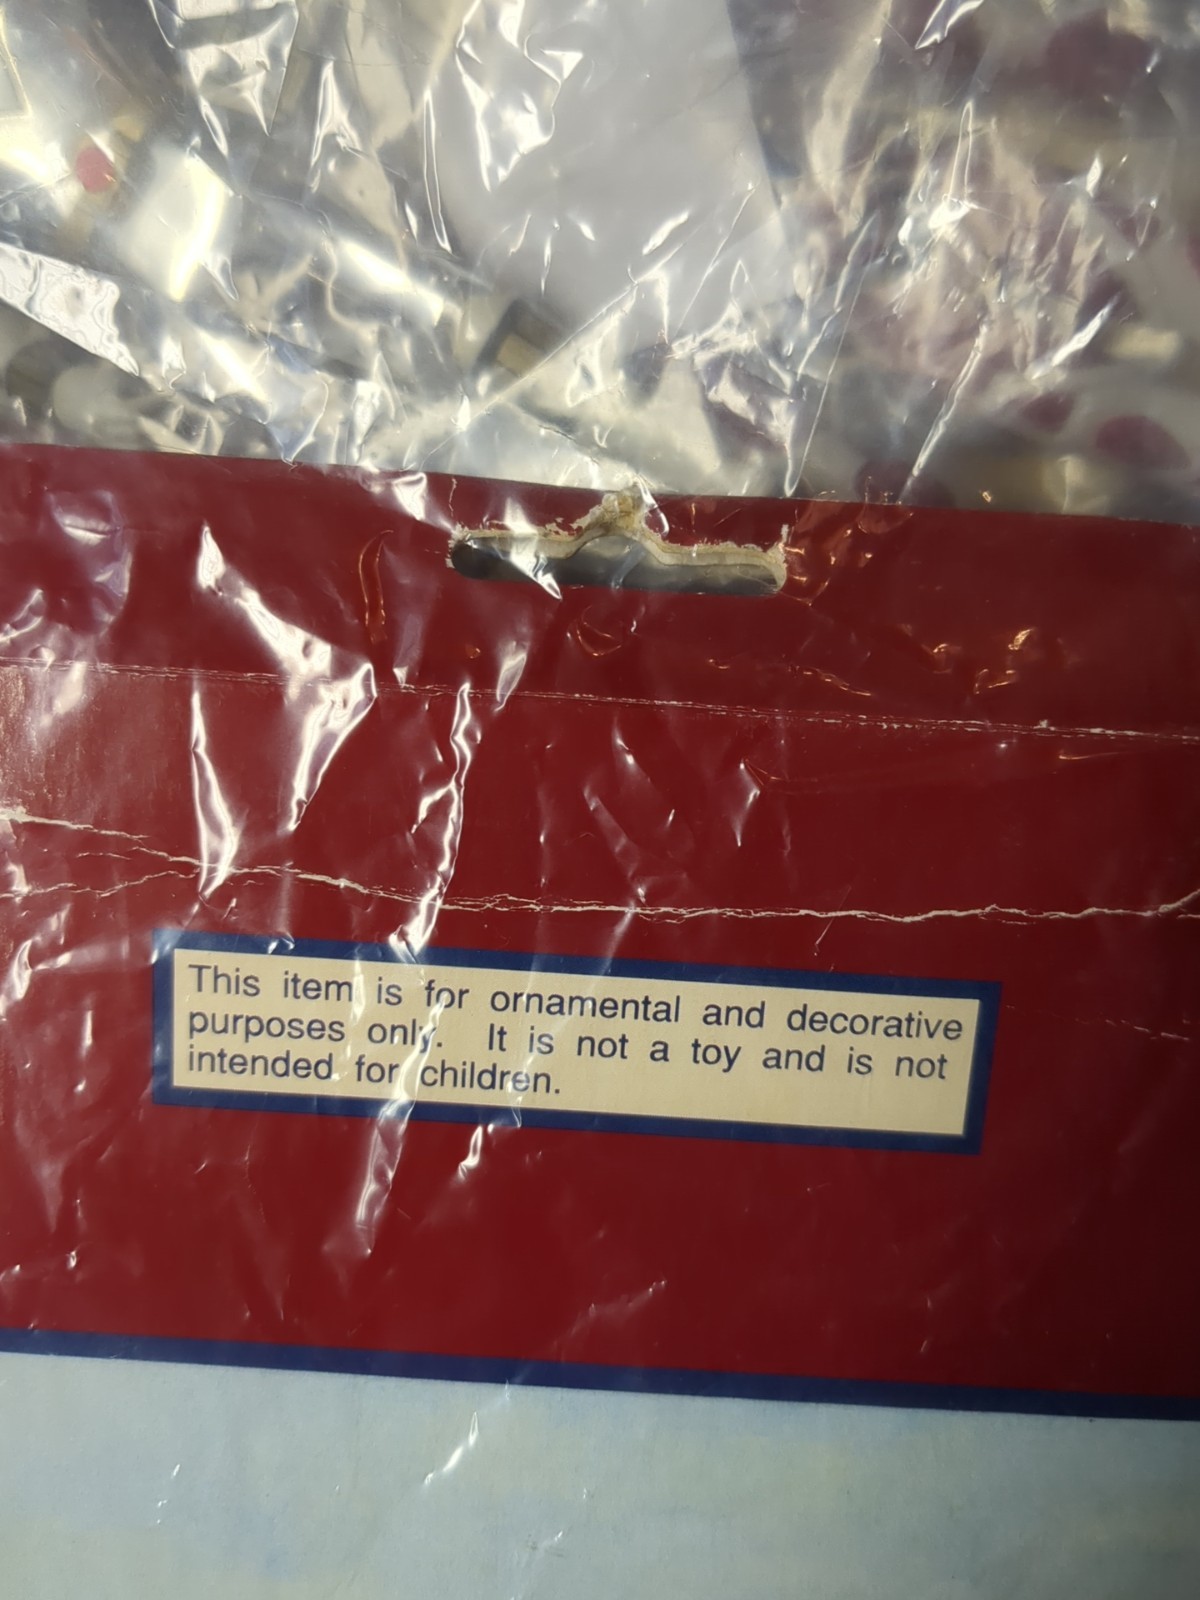 This item is for ornamental and decorative
purposes only. It is not a toy and is not
intended for children.